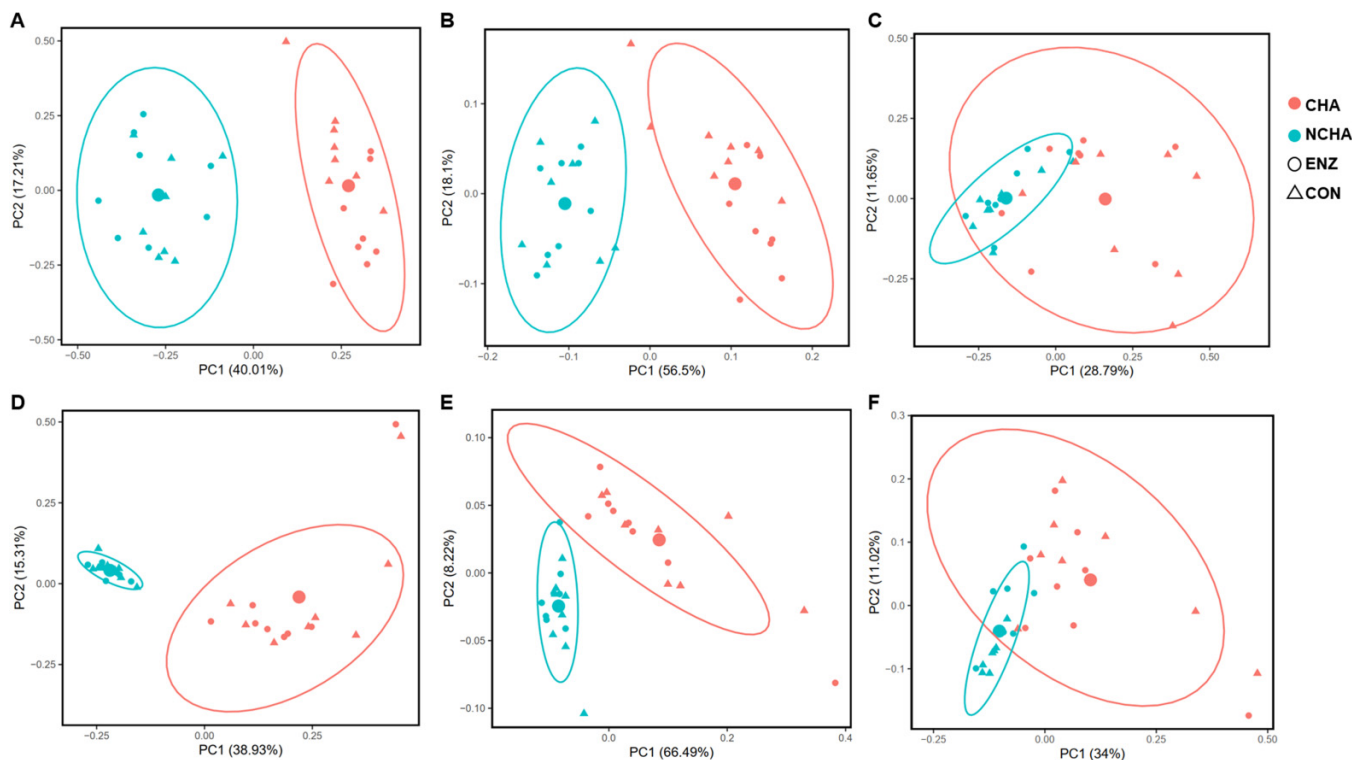 A
0.50
0.25
0.00
−0.25
−0.50
PC2 (17.21%)
−0.50
−0.25
0.00
0.25
PC1 (40.01%)
B
0.1
0.0
−0.1
PC2 (18.1%)
−0.2
−0.1
0.0
0.1
0.2
PC1 (56.5%)
C
0.50
0.25
0.00
−0.25
PC2 (11.65%)
−0.25
0.00
0.25
0.50
PC1 (28.79%)
CHA
NCHA
ENZ
CON
D
0.50
0.25
0.00
−0.25
PC2 (15.31%)
−0.25
0.00
0.25
0.50
PC1 (38.93%)
E
0.10
0.05
0.00
−0.05
−0.10
PC2 (8.22%)
0.0
0.2
0.4
PC1 (66.49%)
F
0.3
0.2
0.1
0.0
−0.1
PC2 (11.02%)
−0.25
0.00
0.25
0.50
PC1 (34%)